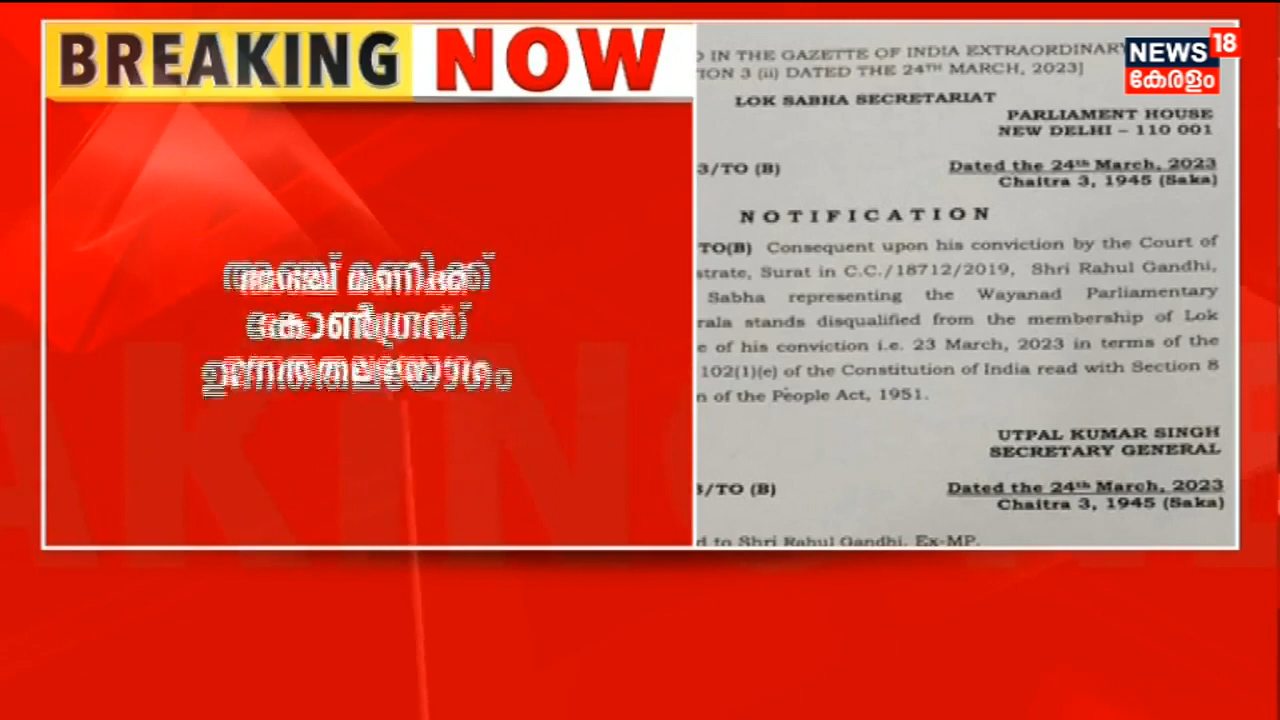 BREAKING NOW
NEWS 18
കേരളം
അഞ്ച് മണിക്ക്
കോൺഗ്രസ്
ഉന്നതതലയോഗം
IN THE GAZETTE OF INDIA EXTRAORDINARY
(ii) DATED THE 24TH MARCH, 2023]
LOK SABHA SECRETARIAT
PARLIAMENT HOUSE
NEW DELHI – 110 001
3/TO (B)
Dated the 24th March, 2023
Chaitra 3, 1945 (Saka)
NOTIFICATION
TO(B) Consequent upon his conviction by the Court of
strate, Surat in C.C./18712/2019, Shri Rahul Gandhi,
Sabha representing the Wayanad Parliamentary
rala stands disqualified from the membership of Lok
e of his conviction i.e. 23 March, 2023 in terms of the
102(1)(e) of the Constitution of India read with Section 8
n of the People Act, 1951.
UTPAL KUMAR SINGH
SECRETARY GENERAL
3/TO (B)
Dated the 24th March, 2023
Chaitra 3, 1945 (Saka)
d to Shri Rahul Gandhi, Ex-MP.